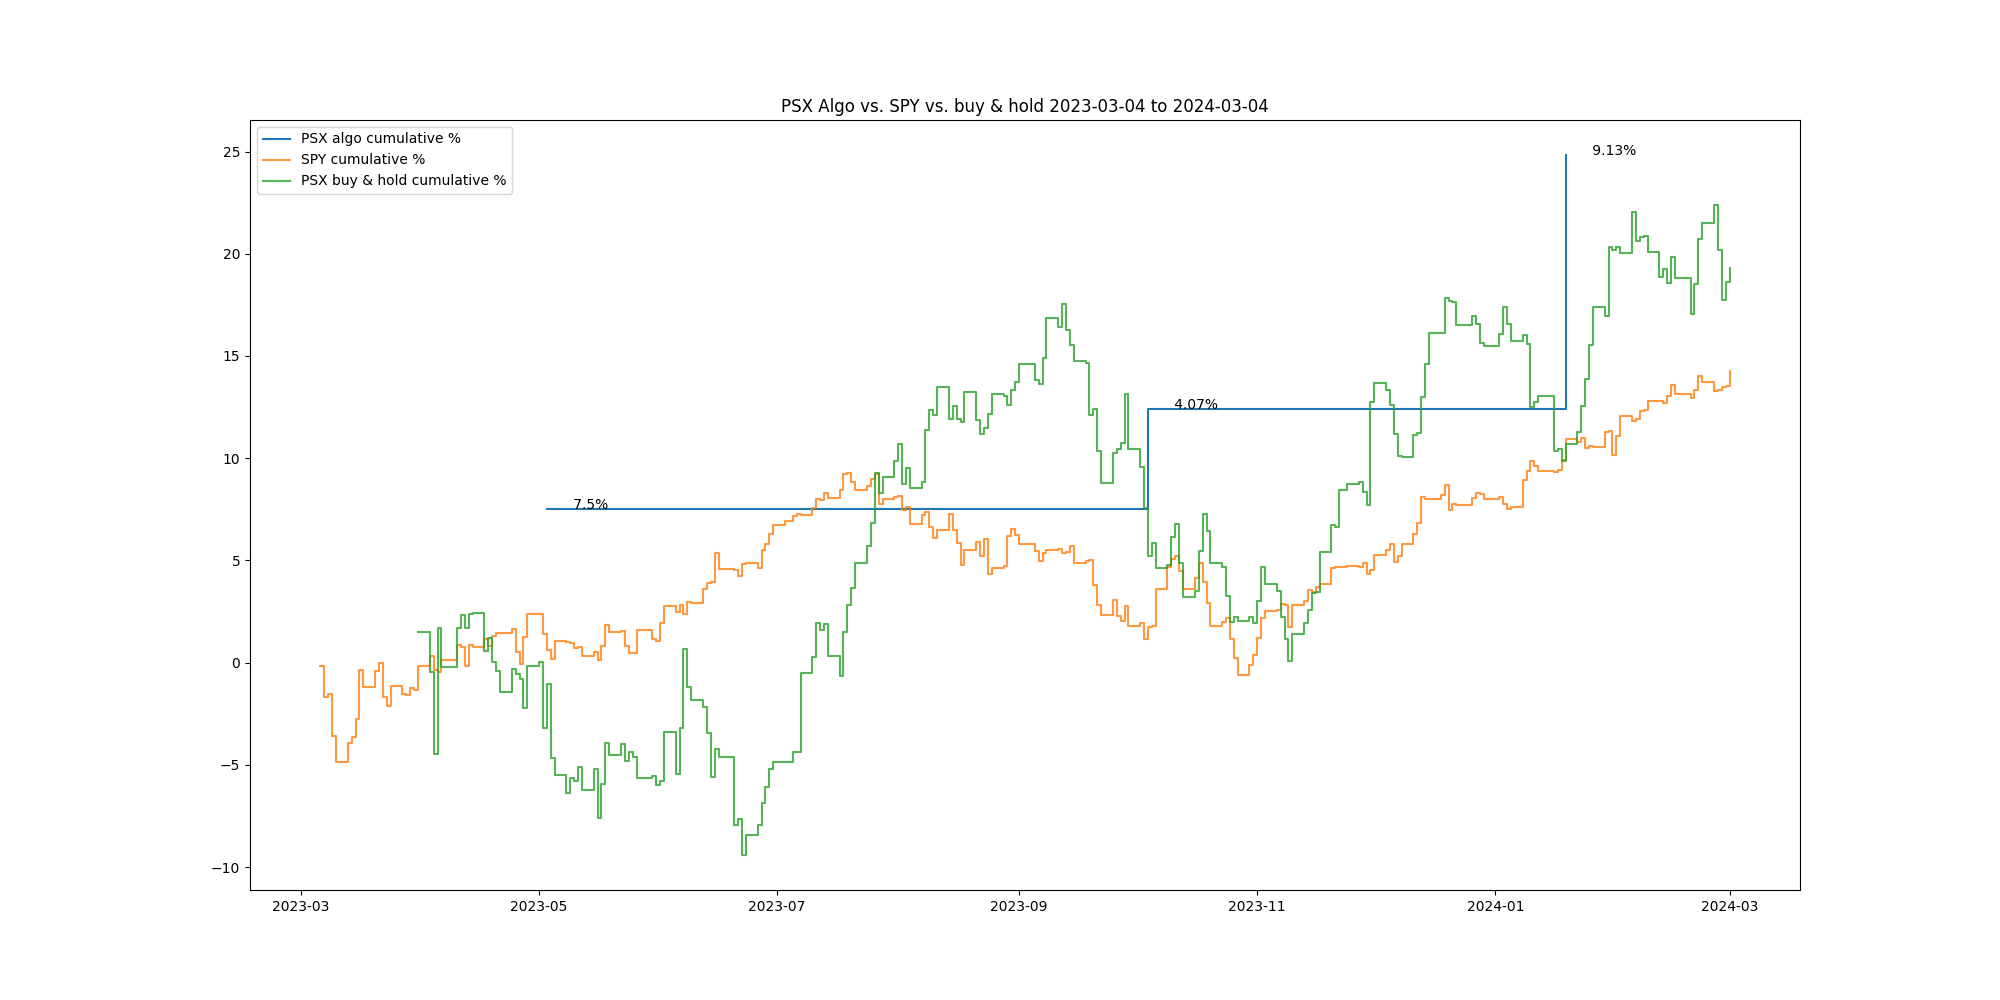 PSX Algo vs. SPY vs. buy & hold 2023-03-04 to 2024-03-04
PSX algo cumulative %
SPY cumulative %
PSX buy & hold cumulative %
9.13%
4.07%
7.5%
25
20
15
10
5
0
−5
−10
2023-03 2023-05 2023-07 2023-09 2023-11 2024-01 2024-03